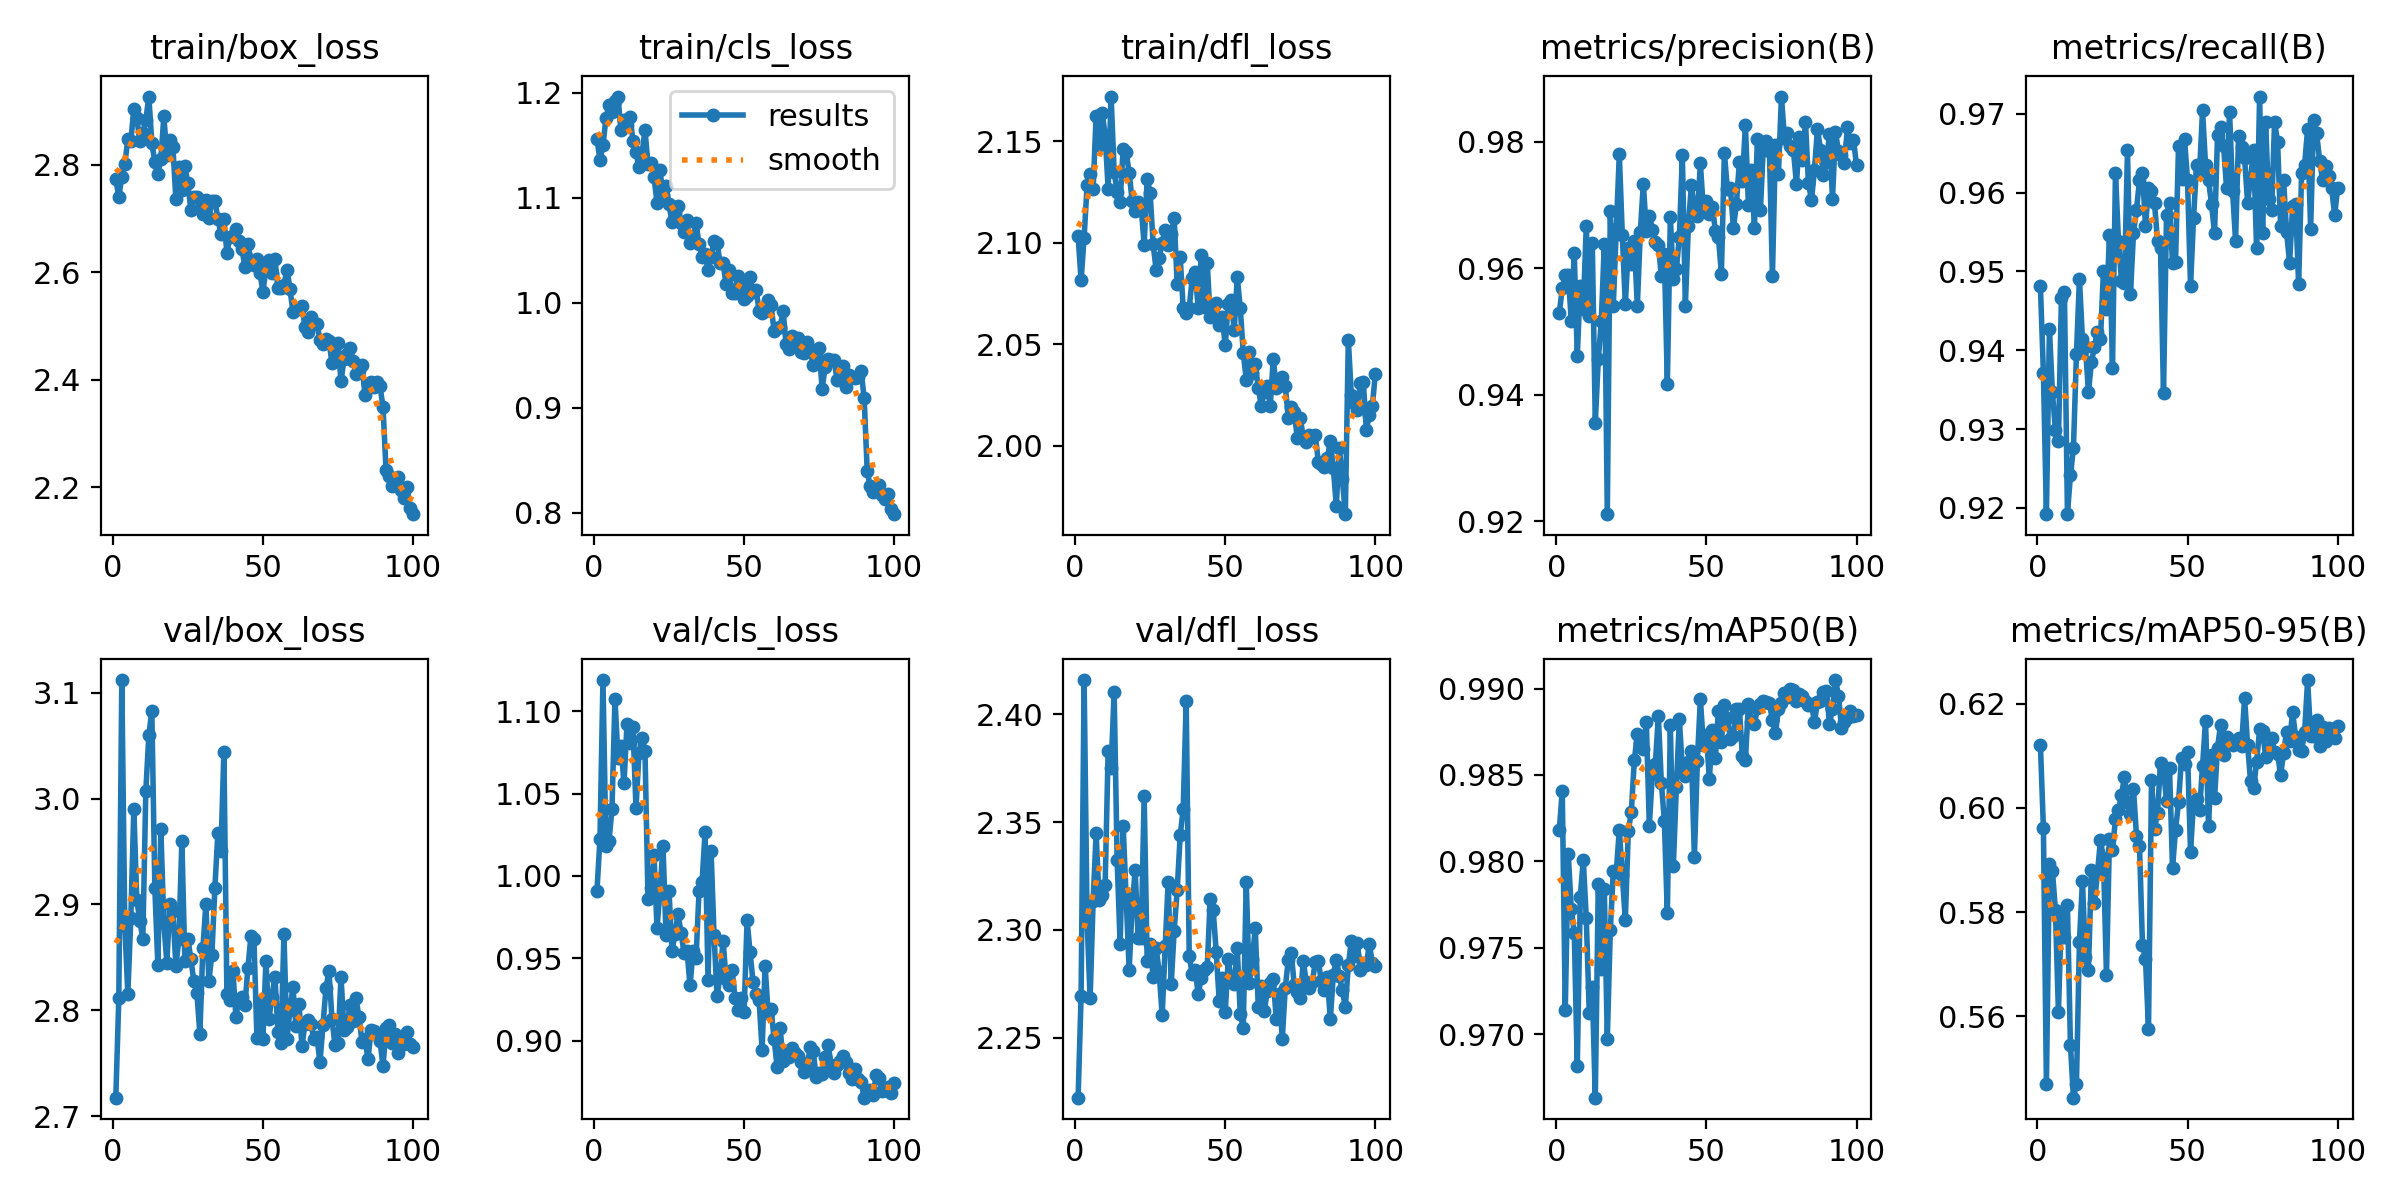 train/box_loss
2.8
2.6
2.4
2.2
0 50 100
train/cls_loss
results
smooth
1.2
1.1
1.0
0.9
0.8
0 50 100
train/dfl_loss
2.15
2.10
2.05
2.00
0 50 100
metrics/precision(B)
0.98
0.96
0.94
0.92
0 50 100
metrics/recall(B)
0.97
0.96
0.95
0.94
0.93
0.92
0 50 100
val/box_loss
3.1
3.0
2.9
2.8
2.7
0 50 100
val/cls_loss
1.10
1.05
1.00
0.95
0.90
0 50 100
val/dfl_loss
2.40
2.35
2.30
2.25
0 50 100
metrics/mAP50(B)
0.990
0.985
0.980
0.975
0.970
0 50 100
metrics/mAP50-95(B)
0.62
0.60
0.58
0.56
0 50 100